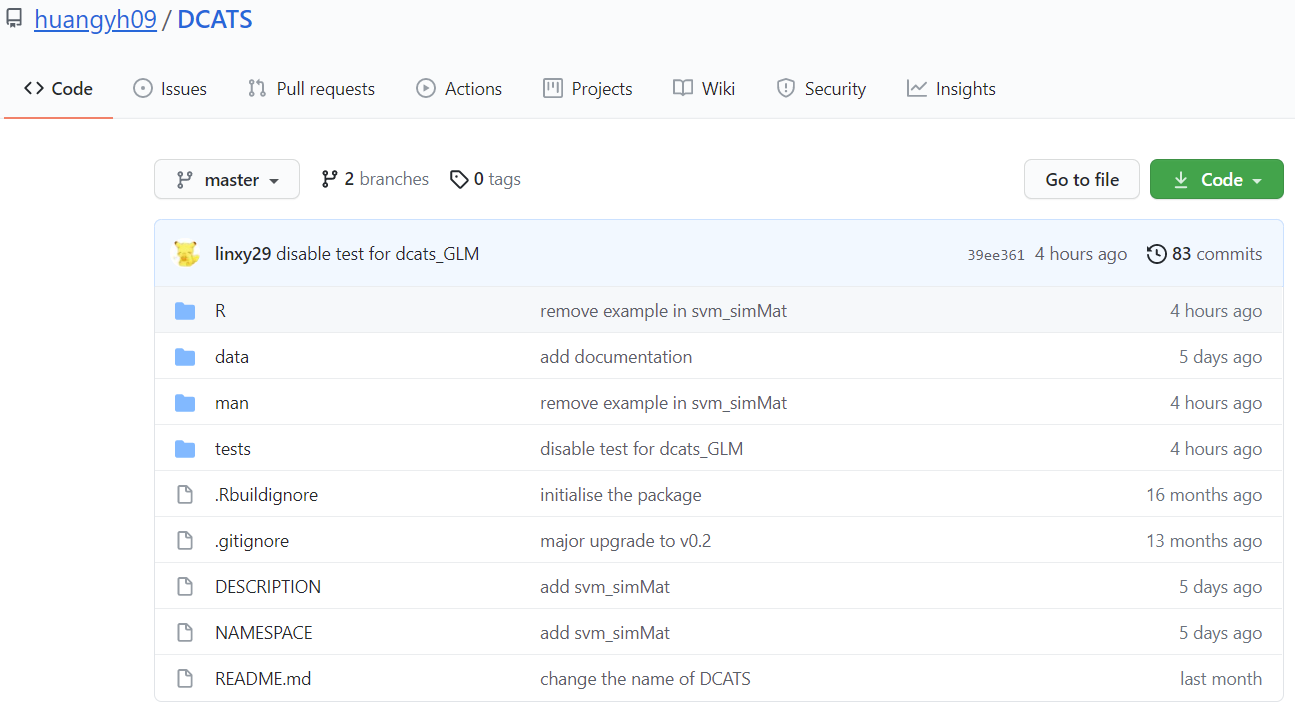 huangyh09 / DCATS
Code Issues Pull requests Actions Projects Wiki Security Insights
master 2 branches 0 tags Go to file Code
linxy29 disable test for dcats_GLM 39ee361 4 hours ago 83 commits
R remove example in svm_simMat 4 hours ago
data add documentation 5 days ago
man remove example in svm_simMat 4 hours ago
tests disable test for dcats_GLM 4 hours ago
.Rbuildignore initialise the package 16 months ago
.gitignore major upgrade to v0.2 13 months ago
DESCRIPTION add svm_simMat 5 days ago
NAMESPACE add svm_simMat 5 days ago
README.md change the name of DCATS last month